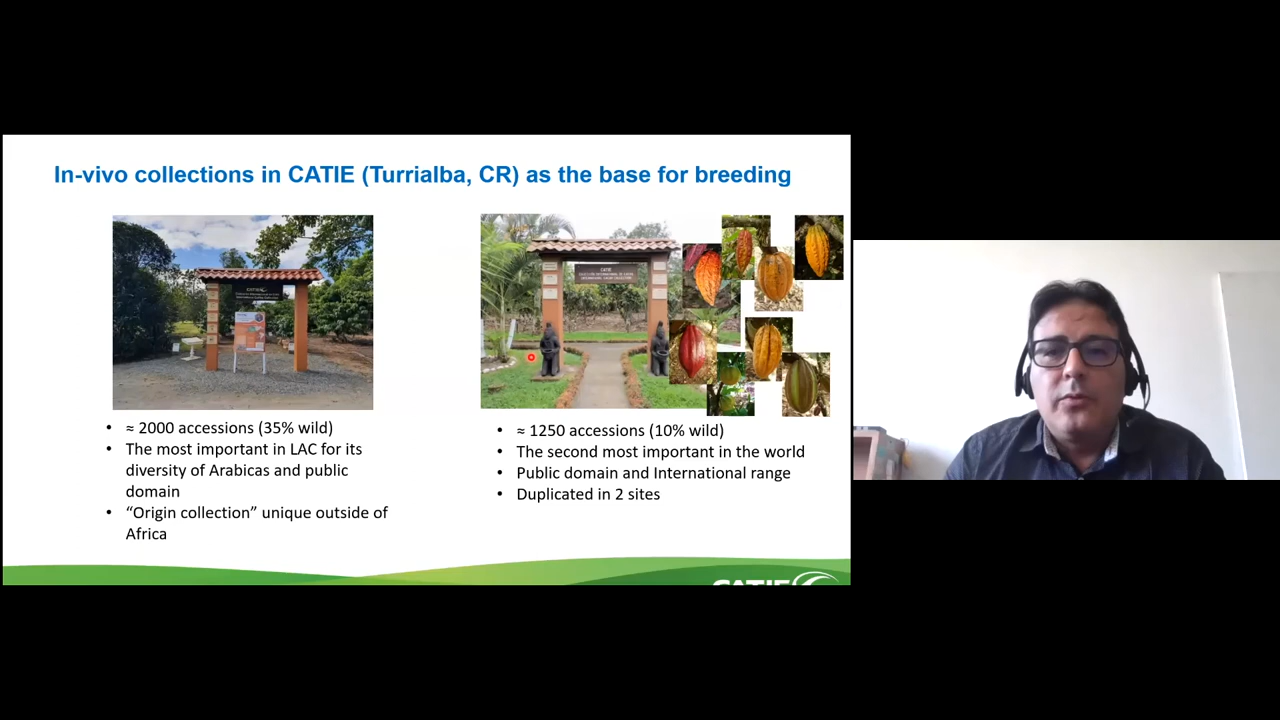 In-vivo collections in CATIE (Turrialba, CR) as the base for breeding
CATIE
• ≈ 2000 accessions (35% wild)
• The most important in LAC for its
diversity of Arabicas and public
domain
• “Origin collection” unique outside of
Africa
• ≈ 1250 accessions (10% wild)
• The second most important in the world
• Public domain and International range
• Duplicated in 2 sites
CATIE